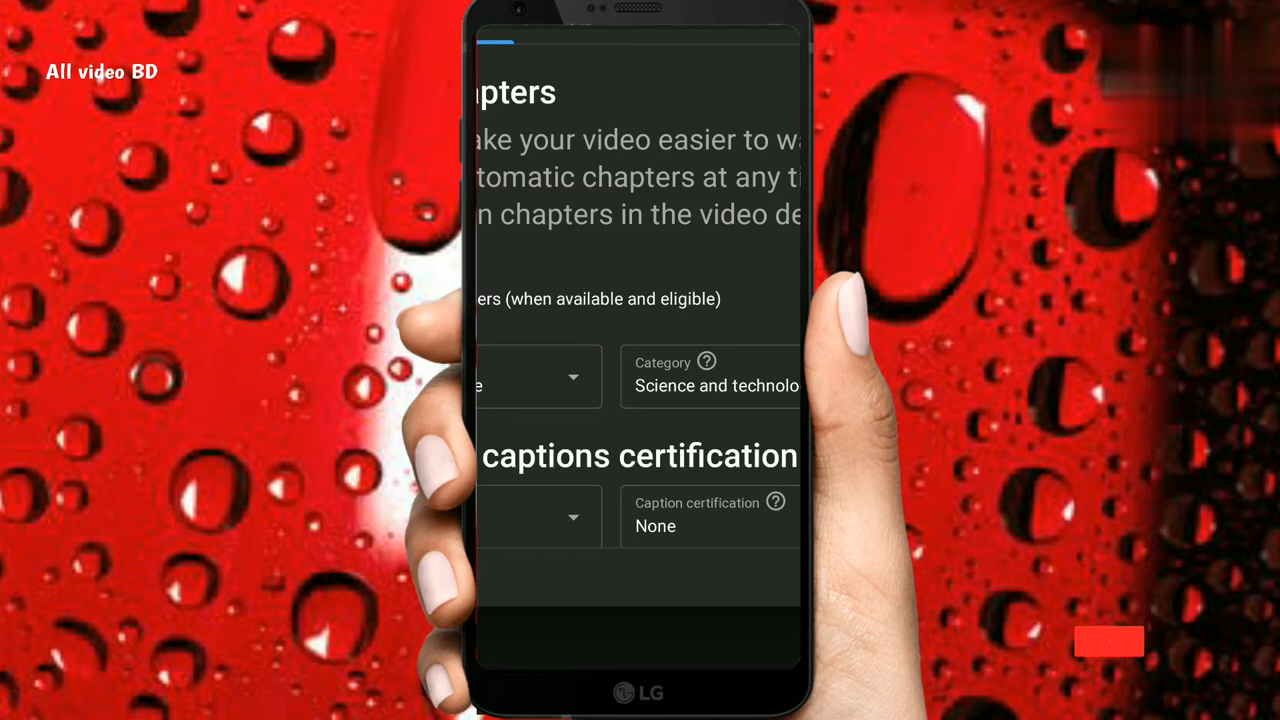 All video BD
apters
ake your video easier to wa
tomatic chapters at any ti
n chapters in the video de
ers (when available and eligible)
Category
e
Science and technolo
captions certification
Caption certification
None
LG